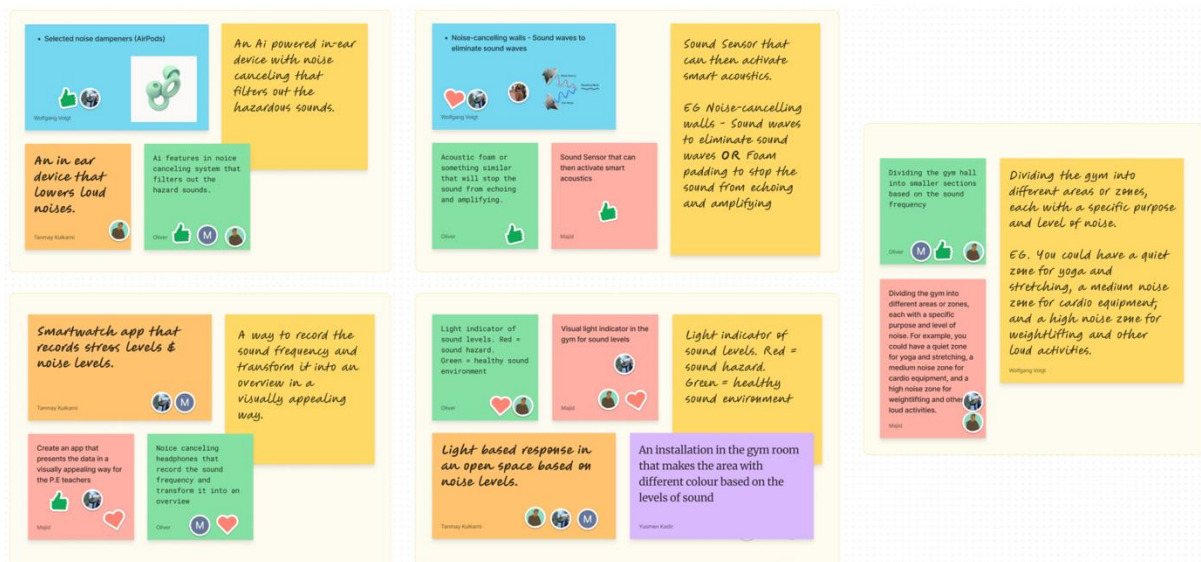 • Selected noise dampeners (AirPods)
Wolfgang Voigt
An Ai powered in-ear
device with noise
canceling that
filters out the
hazardous sounds.
An in ear
device that
lowers loud
noises.
Tanmay Kulkarni
Ai features in noice
canceling system that
filters out the
hazard sounds.
Oliver
M
• Noise-cancelling walls - Sound waves to
eliminate sound waves
Wolfgang Voigt
Sound Sensor that
can then activate
smart acoustics.
EG Noise-cancelling
walls - Sound waves
to eliminate sound
waves OR Foam
padding to stop the
sound from echoing
and amplifying
Acoustic foam or
something similar
that will stop the
sound from echoing
and amplifying.
Oliver
Sound Sensor that can
then activate smart
acoustics
Majid
Dividing the gym hall
into smaller sections
based on the sound
frequency
Oliver
M
Dividing the gym into
different areas or zones,
each with a specific purpose
and level of noise.
EG. You could have a quiet
zone for yoga and
stretching, a medium noise
zone for cardio equipment,
and a high noise zone for
weightlifting and other
loud activities.
Wolfgang Voigt
Dividing the gym into
different areas or zones,
each with a specific
purpose and level of
noise. For example, you
could have a quiet zone
for yoga and stretching, a
medium noise zone for
cardio equipment, and a
high noise zone for
weightlifting and other
loud activities.
Majid
Smartwatch app that
records stress levels &
noise levels.
Tanmay Kulkarni
M
A way to record the
sound frequency and
transform it into an
overview in a
visually appealing
way.
Create an app that
presents the data in a
visually appealing way for
the P.E teachers
Majid
Noice canceling
headphones that
record the sound
frequency and
transform it into an
overview
Oliver
M
Light indicator of
sound levels. Red =
sound hazard.
Green = healthy sound
environment
Oliver
Visual light indicator in the
gym for sound levels
Majid
Light indicator of
sound levels. Red =
sound hazard.
Green = healthy
sound environment
Light based response in
an open space based on
noise levels.
Tanmay Kulkarni
M
An installation in the gym room
that makes the area with
different colour based on the
levels of sound
Yusmen Kadir